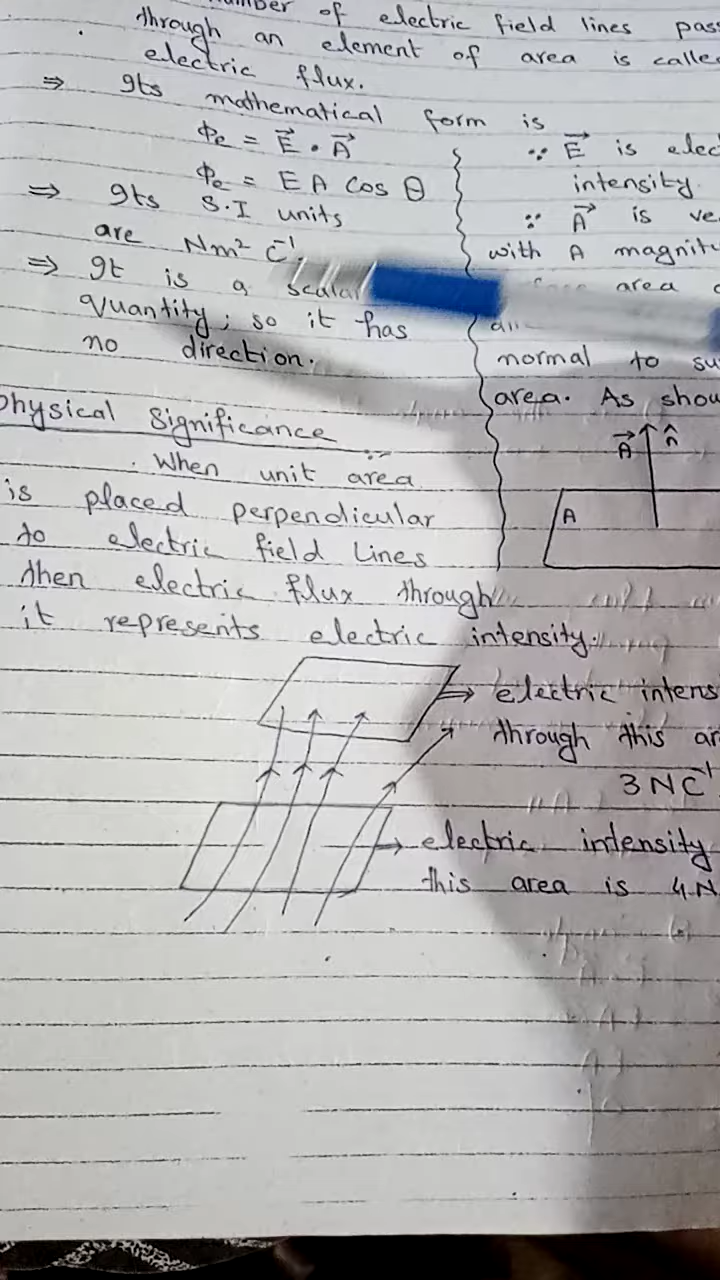 number of electric field lines pass
through an element of area is called
electric flux.
⇒ Its mathematical form is
Φe = E⃗ . A⃗
Φe = E A Cos θ
⇒ Its S.I units
are Nm² C⁻¹.
⇒ It is a scalar
Quantity; so it has
no direction.
∵ E⃗ is elec
intensity.
∵ A⃗ is ve
with A magnitu
area
normal to su
area. As show
A⃗ n̂
A
Physical Significance
When unit area
is placed perpendicular
to electric field Lines
then electric flux through
it represents electric intensity.
⇒ electric intens
through this ar
3 NC⁻¹
→ electric intensity
this area is 4 N